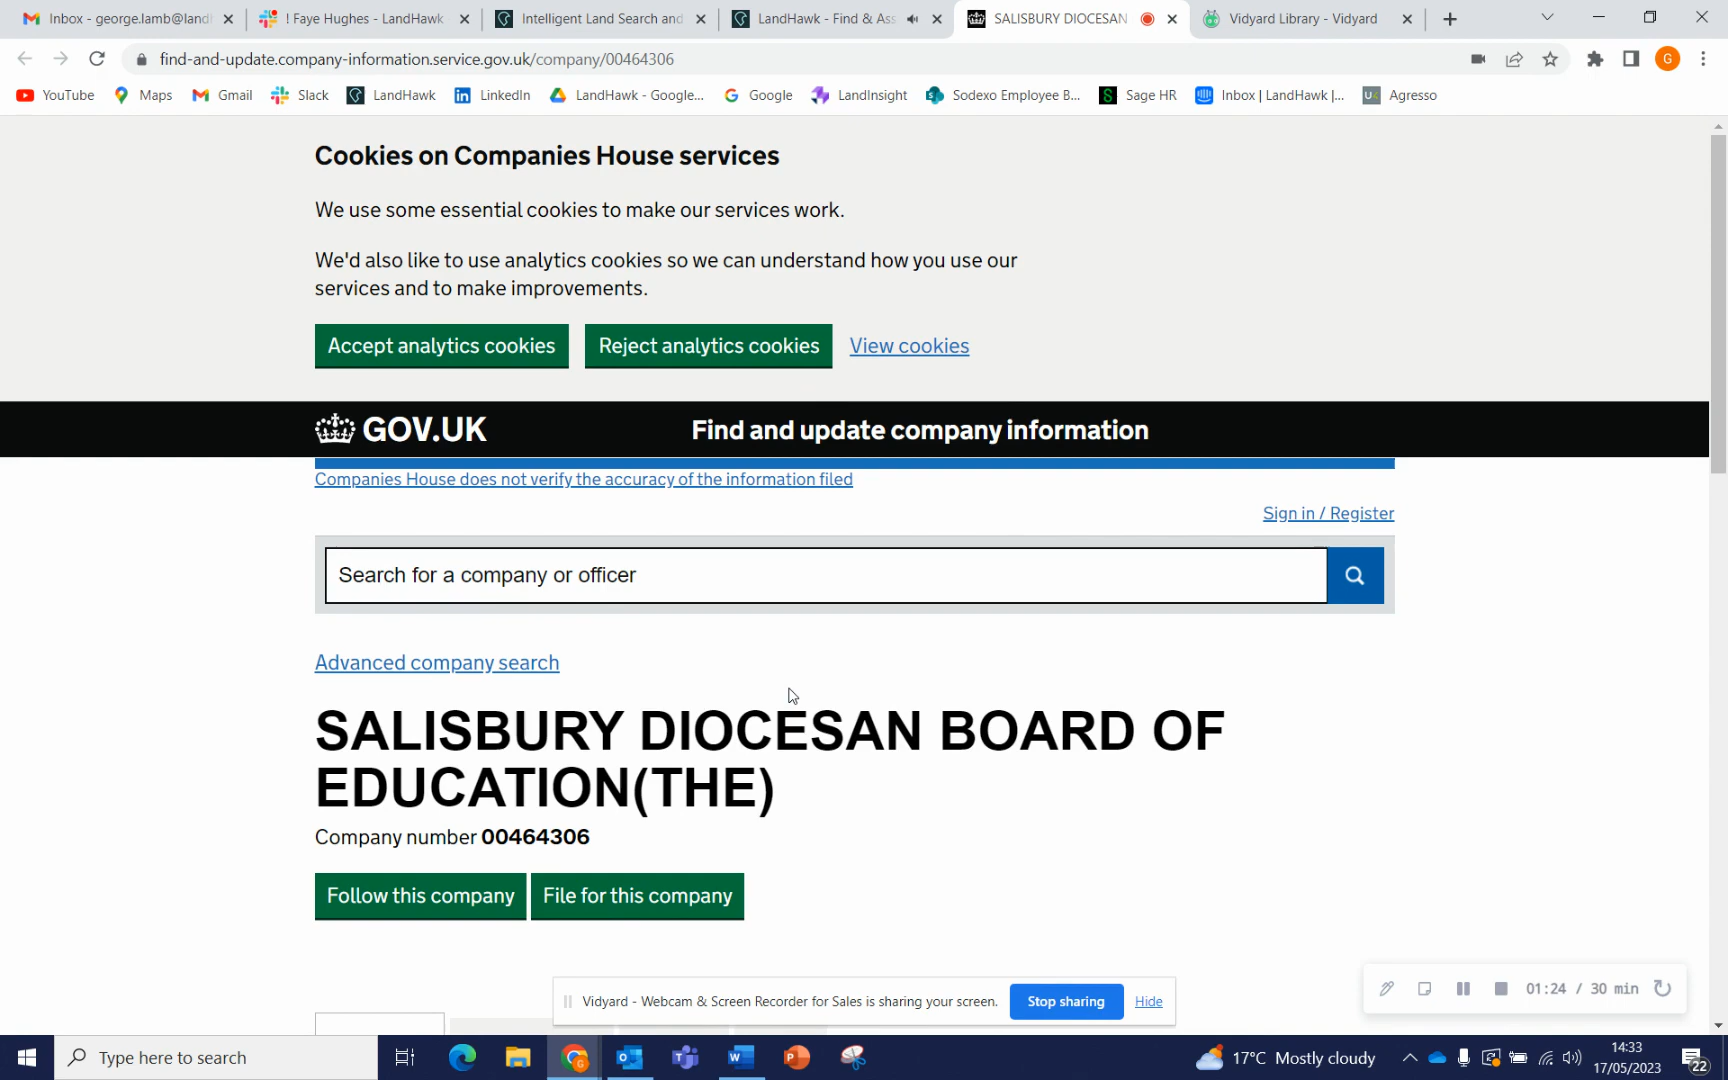 Inbox - george.lamb@landl
! Faye Hughes - LandHawk
Intelligent Land Search and
LandHawk - Find & Ass
SALISBURY DIOCESAN
Vidyard Library - Vidyard
find-and-update.company-information.service.gov.uk/company/00464306
G
YouTube
Maps
Gmail
Slack
LandHawk
LinkedIn
LandHawk - Google...
Google
LandInsight
Sodexo Employee B...
Sage HR
Inbox | LandHawk |...
Agresso
Cookies on Companies House services
We use some essential cookies to make our services work.
We'd also like to use analytics cookies so we can understand how you use our
services and to make improvements.
Accept analytics cookies
Reject analytics cookies
View cookies
GOV.UK
Find and update company information
Companies House does not verify the accuracy of the information filed
Sign in / Register
Search for a company or officer
Advanced company search
SALISBURY DIOCESAN BOARD OF
EDUCATION(THE)
Company number 00464306
Follow this company
File for this company
Vidyard - Webcam & Screen Recorder for Sales is sharing your screen.
Stop sharing
Hide
01:24 / 30 min
Type here to search
17°C Mostly cloudy
14:33
17/05/2023
22